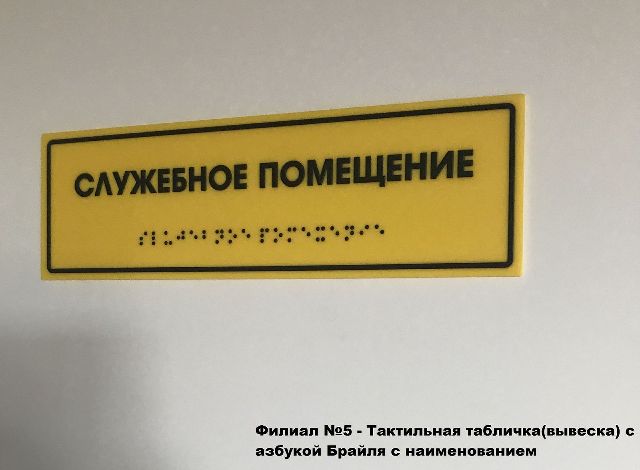 СЛУЖЕБНОЕ ПОМЕЩЕНИЕ
Филиал №5 - Тактильная табличка(вывеска) с
азбукой Брайля с наименованием